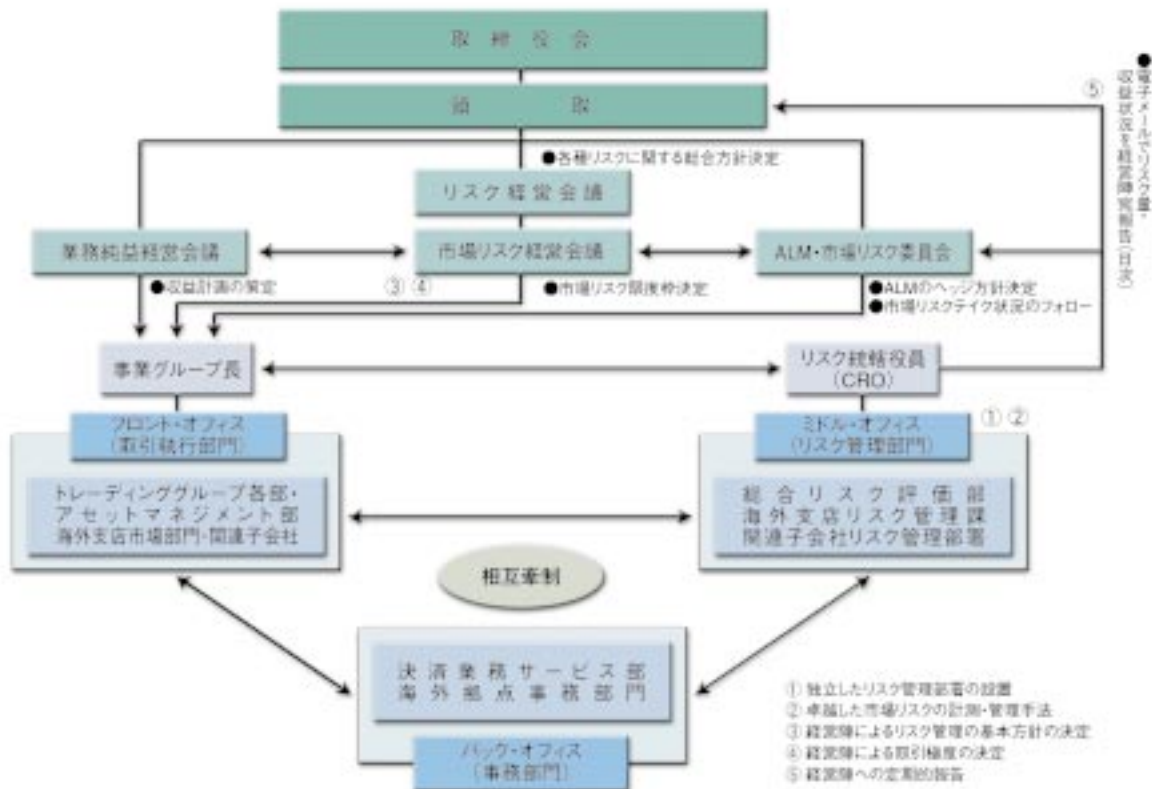 取締役会
頭取
⑤
●電子メールでリスク量・
収益状況を経営陣宛報告(日次)
●各種リスクに関する総合方針決定
リスク経営会議
業務純益経営会議
市場リスク経営会議
ALM・市場リスク委員会
●収益計画の策定
③ ④
●市場リスク限度枠決定
●ALMのヘッジ方針決定
●市場リスクテイク状況のフォロー
事業グループ長
リスク統轄役員
(CRO)
フロント・オフィス
(取引執行部門)
ミドル・オフィス
(リスク管理部門)
① ②
トレーディンググループ各部・
アセットマネジメント部
海外支店市場部門・関連子会社
総合リスク評価部
海外支店リスク管理課
関連子会社リスク管理部署
相互牽制
決済業務サービス部
海外拠点事務部門
バック・オフィス
(事務部門)
① 独立したリスク管理部署の設置
② 卓越した市場リスクの計測・管理手法
③ 経営陣によるリスク管理の基本方針の決定
④ 経営陣による取引極度の決定
⑤ 経営陣への定期的報告